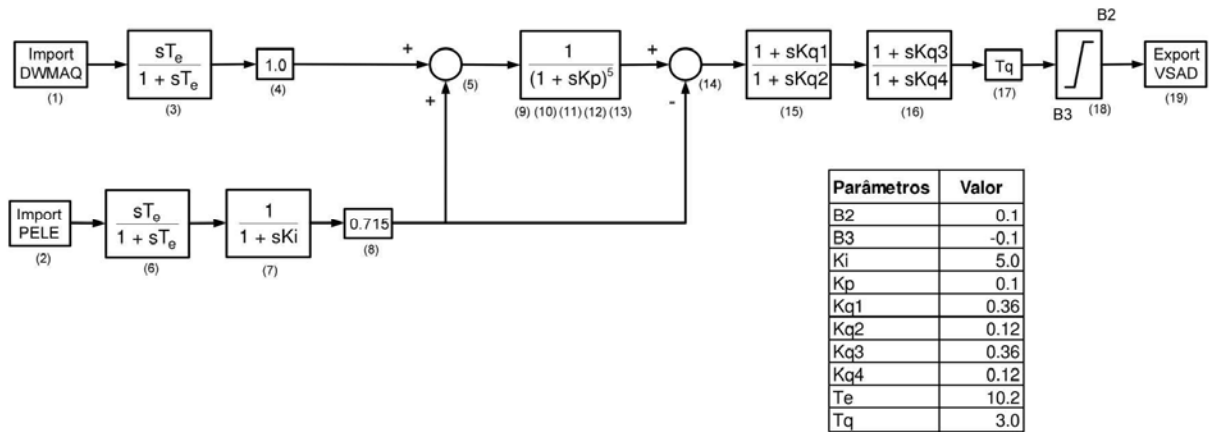 B2
Import
DWMAQ
(1)
sTe
1 + sTe
(3)
1.0
(4)
+
+
(5)
1
(1 + sKp)⁵
(9) (10) (11) (12) (13)
+
-
(14)
1 + sKq1
1 + sKq2
(15)
1 + sKq3
1 + sKq4
(16)
Tq
(17)
B3
(18)
Export
VSAD
(19)
Import
PELE
(2)
sTe
1 + sTe
(6)
1
1 + sKi
(7)
0.715
(8)
Parâmetros Valor
B2 0.1
B3 -0.1
Ki 5.0
Kp 0.1
Kq1 0.36
Kq2 0.12
Kq3 0.36
Kq4 0.12
Te 10.2
Tq 3.0